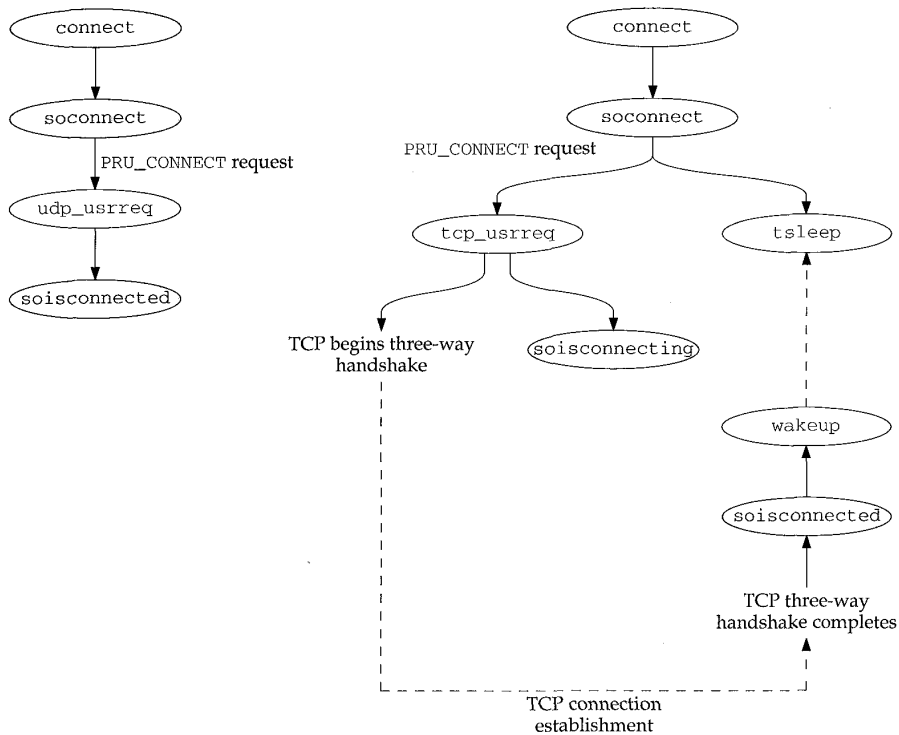 connect
soconnect
PRU_CONNECT request
udp_usrreq
soisconnected
connect
soconnect
PRU_CONNECT request
tcp_usrreq
tsleep
TCP begins three-way
handshake
soisconnecting
wakeup
soisconnected
TCP three-way
handshake completes
TCP connection
establishment